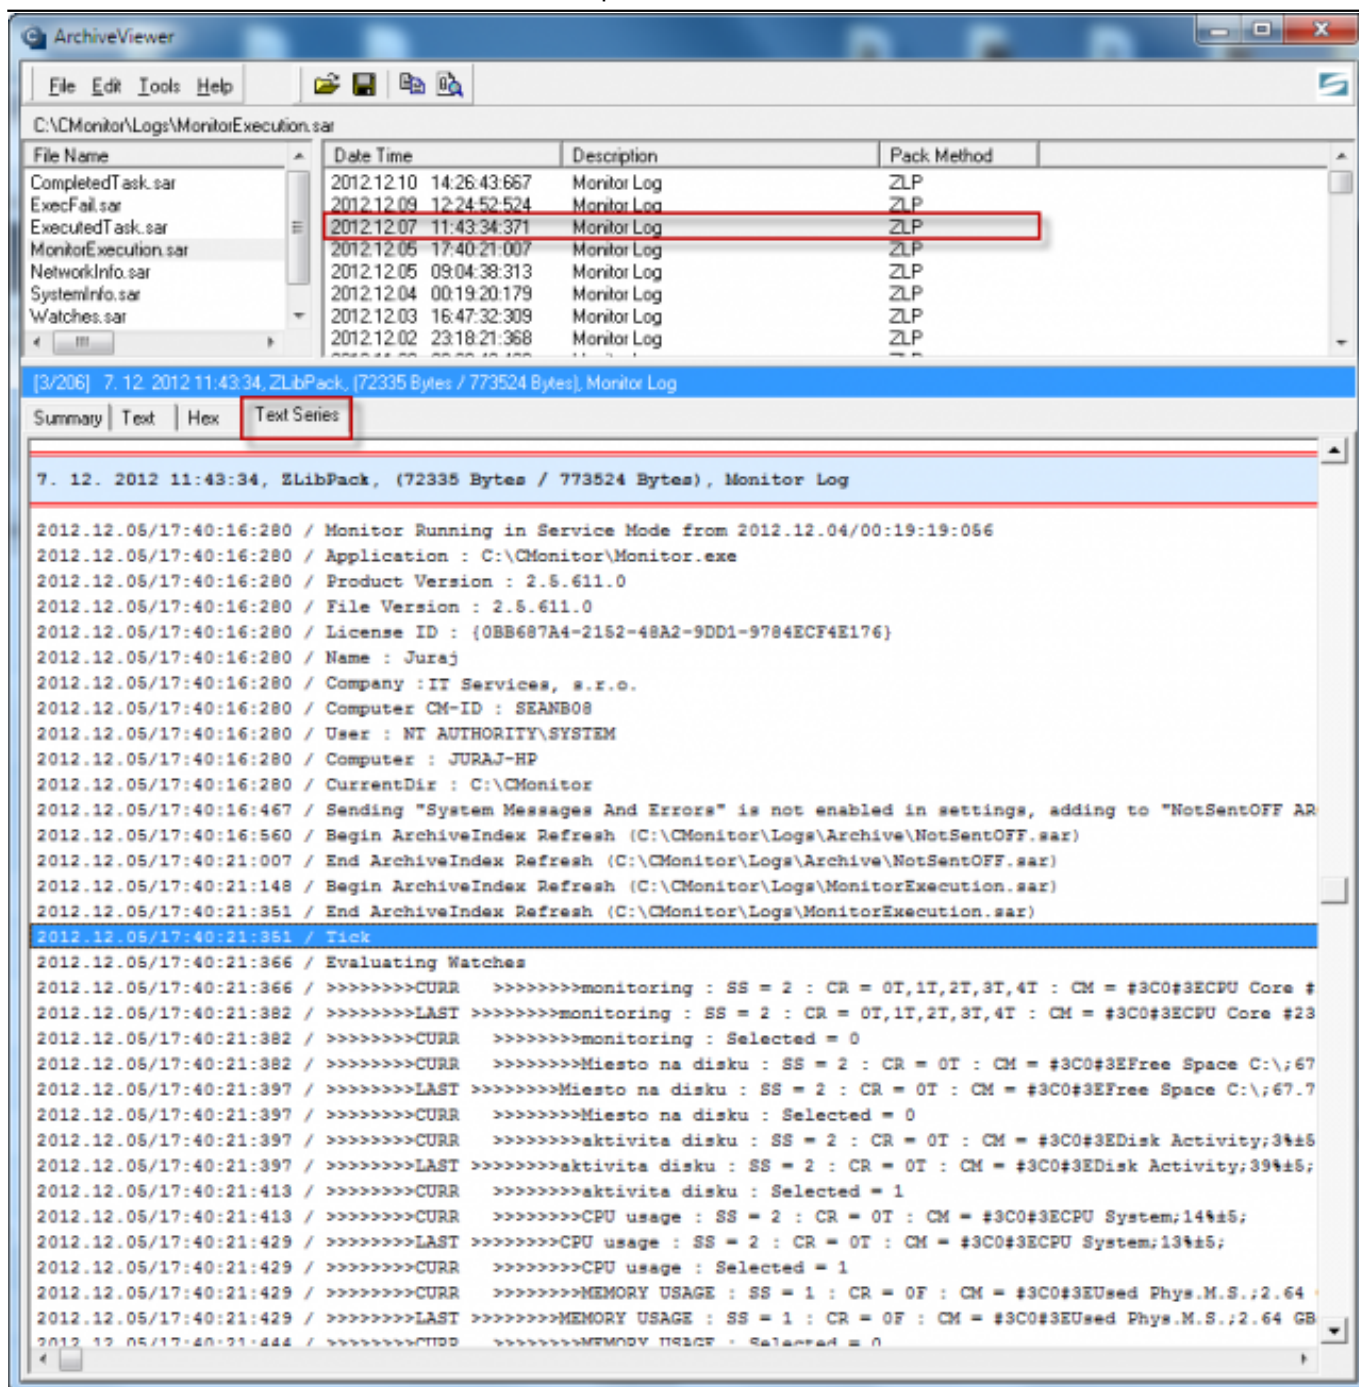 ArchiveViewer
File Edit Tools Help
C:\CMonitor\Logs\MonitorExecution.sar
File Name
CompletedTask.sar
ExecFail.sar
ExecutedTask.sar
MonitorExecution.sar
NetworkInfo.sar
SystemInfo.sar
Watches.sar
Date Time Description Pack Method
2012.12.10 14:26:43:667 Monitor Log ZLP
2012.12.09 12:24:52:524 Monitor Log ZLP
2012.12.07 11:43:34:371 Monitor Log ZLP
2012.12.05 17:40:21:007 Monitor Log ZLP
2012.12.05 09:04:38:313 Monitor Log ZLP
2012.12.04 00:19:20:179 Monitor Log ZLP
2012.12.03 16:47:32:309 Monitor Log ZLP
2012.12.02 23:18:21:368 Monitor Log ZLP
[3/206] 7. 12. 2012 11:43:34, ZLibPack, (72335 Bytes / 773524 Bytes), Monitor Log
Summary Text Hex Text Series
7. 12. 2012 11:43:34, ZLibPack, (72335 Bytes / 773524 Bytes), Monitor Log
2012.12.05/17:40:16:280 / Monitor Running in Service Mode from 2012.12.04/00:19:19:056
2012.12.05/17:40:16:280 / Application : C:\CMonitor\Monitor.exe
2012.12.05/17:40:16:280 / Product Version : 2.5.611.0
2012.12.05/17:40:16:280 / File Version : 2.5.611.0
2012.12.05/17:40:16:280 / License ID : {0BB687A4-2152-48A2-9DD1-9784ECF4E176}
2012.12.05/17:40:16:280 / Name : Juraj
2012.12.05/17:40:16:280 / Company :IT Services, s.r.o.
2012.12.05/17:40:16:280 / Computer CM-ID : SEANB08
2012.12.05/17:40:16:280 / User : NT AUTHORITY\SYSTEM
2012.12.05/17:40:16:280 / Computer : JURAJ-HP
2012.12.05/17:40:16:280 / CurrentDir : C:\CMonitor
2012.12.05/17:40:16:467 / Sending "System Messages And Errors" is not enabled in settings, adding to "NotSentOFF AR
2012.12.05/17:40:16:560 / Begin ArchiveIndex Refresh (C:\CMonitor\Logs\Archive\NotSentOFF.sar)
2012.12.05/17:40:21:007 / End ArchiveIndex Refresh (C:\CMonitor\Logs\Archive\NotSentOFF.sar)
2012.12.05/17:40:21:148 / Begin ArchiveIndex Refresh (C:\CMonitor\Logs\MonitorExecution.sar)
2012.12.05/17:40:21:351 / End ArchiveIndex Refresh (C:\CMonitor\Logs\MonitorExecution.sar)
2012.12.05/17:40:21:351 / Tick
2012.12.05/17:40:21:366 / Evaluating Watches
2012.12.05/17:40:21:366 / >>>>>>>>CURR >>>>>>>>monitoring : SS = 2 : CR = 0T,1T,2T,3T,4T : CM = #3C0#3ECPU Core #
2012.12.05/17:40:21:382 / >>>>>>>>LAST >>>>>>>>monitoring : SS = 2 : CR = 0T,1T,2T,3T,4T : CM = #3C0#3ECPU Core #23
2012.12.05/17:40:21:382 / >>>>>>>>CURR >>>>>>>>monitoring : Selected = 0
2012.12.05/17:40:21:382 / >>>>>>>>CURR >>>>>>>>Miesto na disku : SS = 2 : CR = 0T : CM = #3C0#3EFree Space C:\;67
2012.12.05/17:40:21:397 / >>>>>>>>LAST >>>>>>>>Miesto na disku : SS = 2 : CR = 0T : CM = #3C0#3EFree Space C:\;67.7
2012.12.05/17:40:21:397 / >>>>>>>>CURR >>>>>>>>Miesto na disku : Selected = 0
2012.12.05/17:40:21:397 / >>>>>>>>CURR >>>>>>>>aktivita disku : SS = 2 : CR = 0T : CM = #3C0#3EDisk Activity;3%±5
2012.12.05/17:40:21:397 / >>>>>>>>LAST >>>>>>>>aktivita disku : SS = 2 : CR = 0T : CM = #3C0#3EDisk Activity;39%±5;
2012.12.05/17:40:21:413 / >>>>>>>>CURR >>>>>>>>aktivita disku : Selected = 1
2012.12.05/17:40:21:413 / >>>>>>>>CURR >>>>>>>>CPU usage : SS = 2 : CR = 0T : CM = #3C0#3ECPU System;14%±5;
2012.12.05/17:40:21:429 / >>>>>>>>LAST >>>>>>>>CPU usage : SS = 2 : CR = 0T : CM = #3C0#3ECPU System;13%±5;
2012.12.05/17:40:21:429 / >>>>>>>>CURR >>>>>>>>CPU usage : Selected = 1
2012.12.05/17:40:21:429 / >>>>>>>>CURR >>>>>>>>MEMORY USAGE : SS = 1 : CR = 0F : CM = #3C0#3EUsed Phys.M.S.;2.64
2012.12.05/17:40:21:429 / >>>>>>>>LAST >>>>>>>>MEMORY USAGE : SS = 1 : CR = 0F : CM = #3C0#3EUsed Phys.M.S.;2.64 GB
2012.12.05/17:40:21:444 / >>>>>>>>CURR >>>>>>>>MEMORY USAGE : Selected = 0